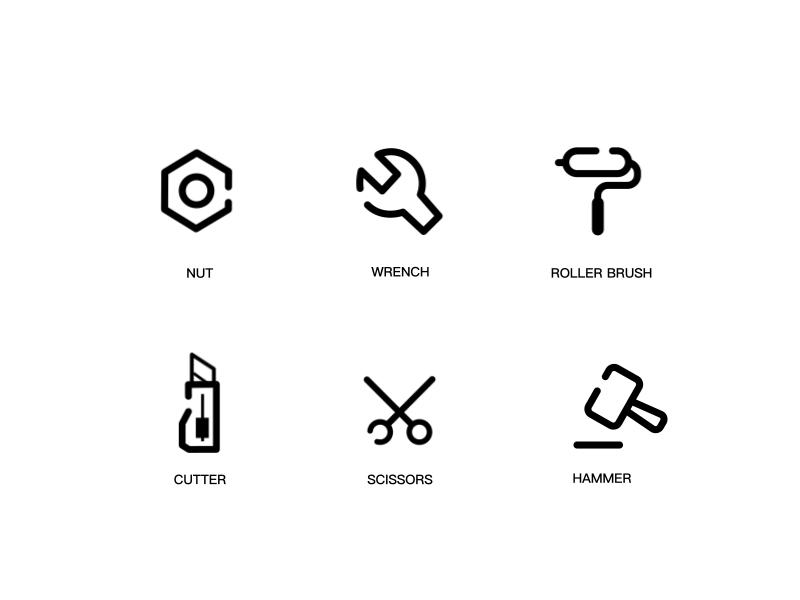 NUT
WRENCH
ROLLER BRUSH
CUTTER
SCISSORS
HAMMER